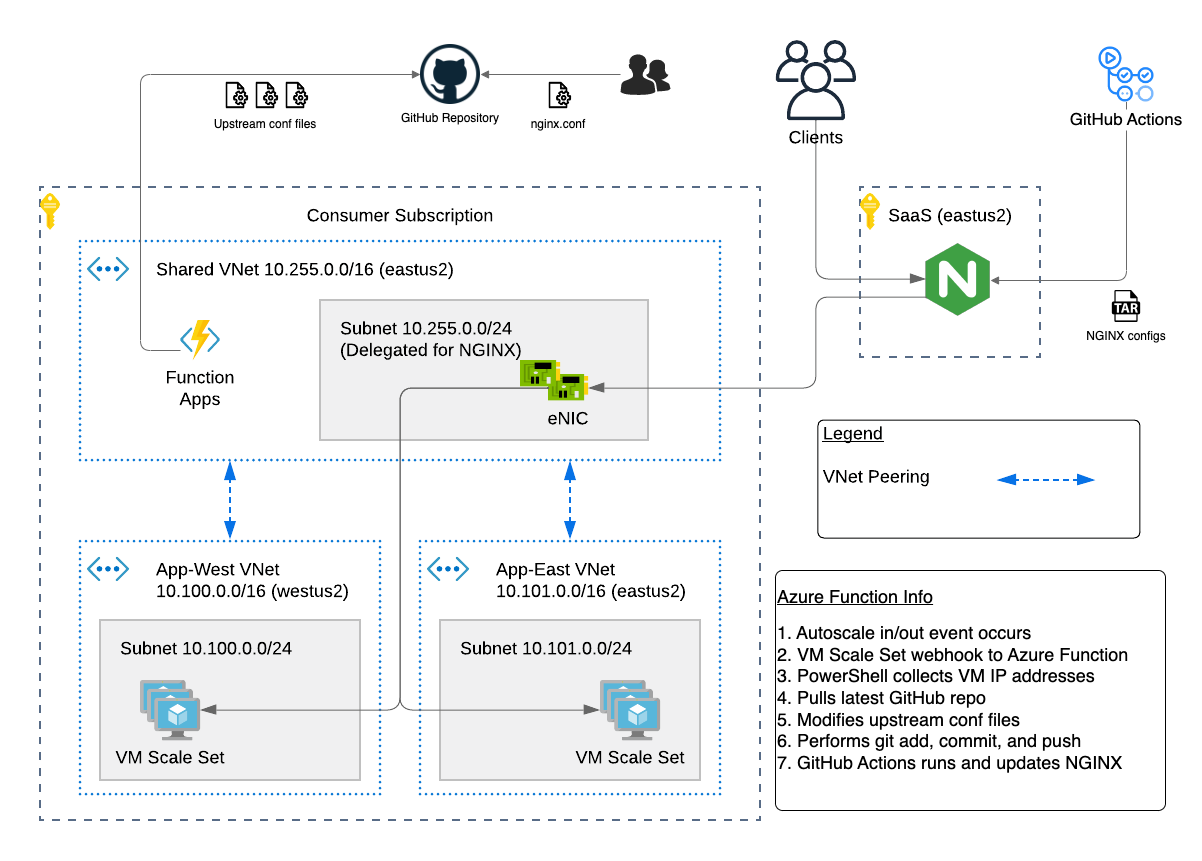 Upstream conf files
GitHub Repository
nginx.conf
Clients
GitHub Actions
Consumer Subscription
SaaS (eastus2)
N
Shared VNet 10.255.0.0/16 (eastus2)
Subnet 10.255.0.0/24
(Delegated for NGINX)
Function
Apps
eNIC
TAR
NGINX configs
Legend
VNet Peering
App-West VNet
10.100.0.0/16 (westus2)
Subnet 10.100.0.0/24
VM Scale Set
App-East VNet
10.101.0.0/16 (eastus2)
Subnet 10.101.0.0/24
VM Scale Set
Azure Function Info
1. Autoscale in/out event occurs
2. VM Scale Set webhook to Azure Function
3. PowerShell collects VM IP addresses
4. Pulls latest GitHub repo
5. Modifies upstream conf files
6. Performs git add, commit, and push
7. GitHub Actions runs and updates NGINX